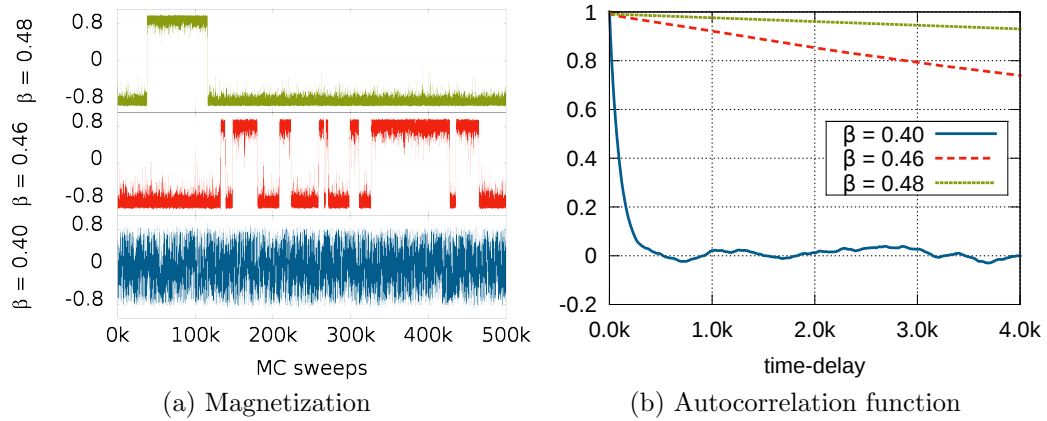 β = 0.48
0.8
0
-0.8
β = 0.46
0.8
0
-0.8
β = 0.40
0.8
0
-0.8
0k 100k 200k 300k 400k 500k
MC sweeps
(a) Magnetization
1
0.8
0.6
0.4
0.2
0
-0.2
β = 0.40
β = 0.46
β = 0.48
0.0k 1.0k 2.0k 3.0k 4.0k
time-delay
(b) Autocorrelation function